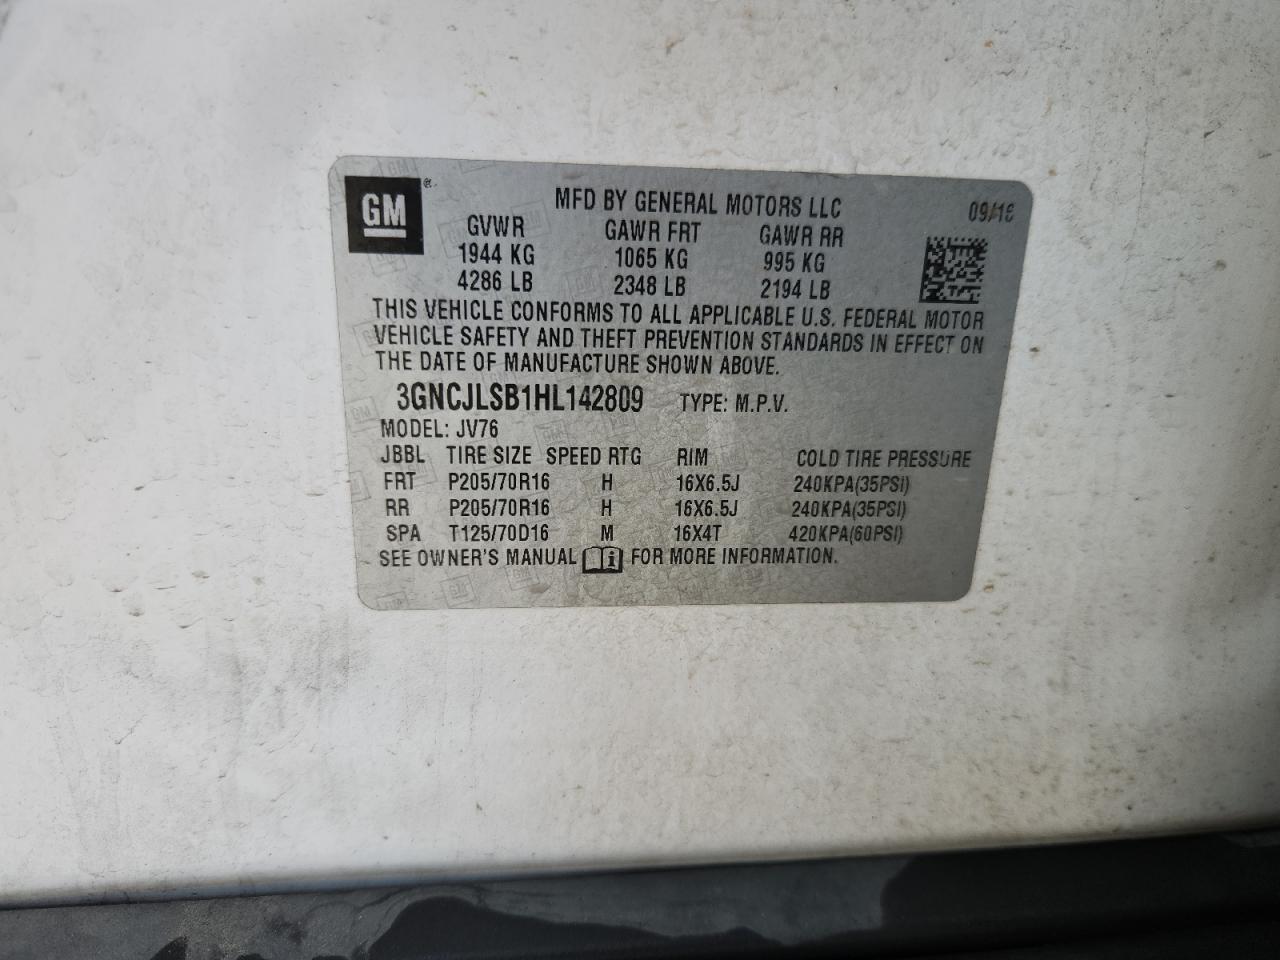 GM ®
MFD BY GENERAL MOTORS LLC 09/16
GVWR GAWR FRT GAWR RR
1944 KG 1065 KG 995 KG
4286 LB 2348 LB 2194 LB
THIS VEHICLE CONFORMS TO ALL APPLICABLE U.S. FEDERAL MOTOR
VEHICLE SAFETY AND THEFT PREVENTION STANDARDS IN EFFECT ON
THE DATE OF MANUFACTURE SHOWN ABOVE.
3GNCJLSB1HL142809 TYPE: M.P.V.
MODEL: JV76
JBBL TIRE SIZE SPEED RTG RIM COLD TIRE PRESSURE
FRT P205/70R16 H 16X6.5J 240KPA(35PSI)
RR P205/70R16 H 16X6.5J 240KPA(35PSI)
SPA T125/70D16 M 16X4T 420KPA(60PSI)
SEE OWNER'S MANUAL i FOR MORE INFORMATION.